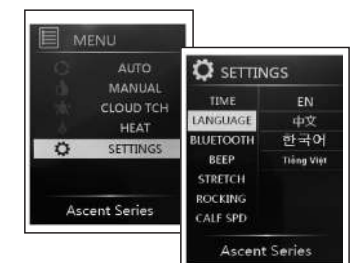 MENU
AUTO
MANUAL
CLOUD TCH
HEAT
SETTINGS
Ascent Series
SETTINGS
TIME EN
LANGUAGE 中文
BLUETOOTH 한국어
BEEP Tiếng Việt
STRETCH
ROCKING
CALF SPD
Ascent Series